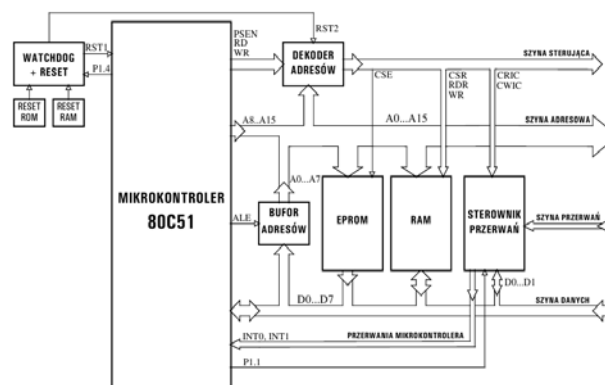 PSEN
RD
WR
RST2
WATCHDOG
+ RESET
RST1
P1.4
DEKODER
ADRESÓW
SZYNA STERUJĄCA
RESET
ROM
RESET
RAM
CSE
CSR
RDR
WR
CRIC
CWIC
A8...A15
A0...A15
SZYNA ADRESOWA
A0...A7
MIKROKONTROLER
80C51
ALE
BUFOR
ADRESÓW
EPROM
RAM
STEROWNIK
PRZERWAŃ
SZYNA PRZERWAŃ
D0...D7
D0...D1
SZYNA DANYCH
INT0, INT1
PRZERWANIA MIKROKONTROLERA
P1.1